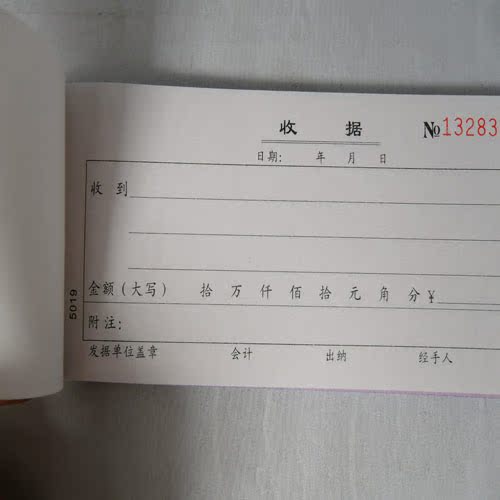 收 据 №13283
日期： 年 月 日
收 到
金额（大写） 拾 万 仟 佰 拾 元 角 分 ¥
附注：
发据单位盖章 会计 出纳 经手人
5019